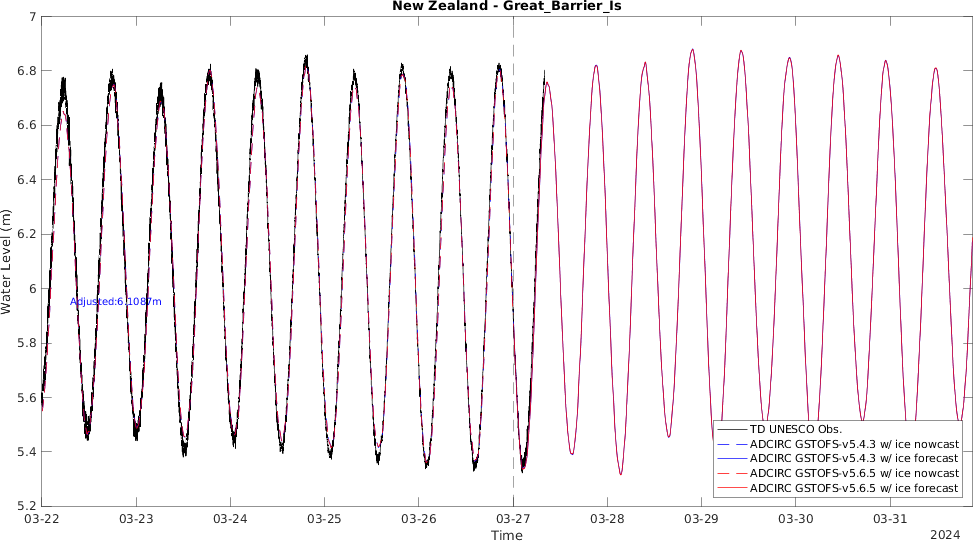 New Zealand - Great_Barrier_Is
7
6.8
6.6
6.4
6.2
6
5.8
5.6
5.4
5.2
Water Level (m)
Adjusted:6.1087m
TD UNESCO Obs.
ADCIRC GSTOFS-v5.4.3 w/ ice nowcast
ADCIRC GSTOFS-v5.4.3 w/ ice forecast
ADCIRC GSTOFS-v5.6.5 w/ ice nowcast
ADCIRC GSTOFS-v5.6.5 w/ ice forecast
03-22 03-23 03-24 03-25 03-26 03-27 03-28 03-29 03-30 03-31
Time
2024